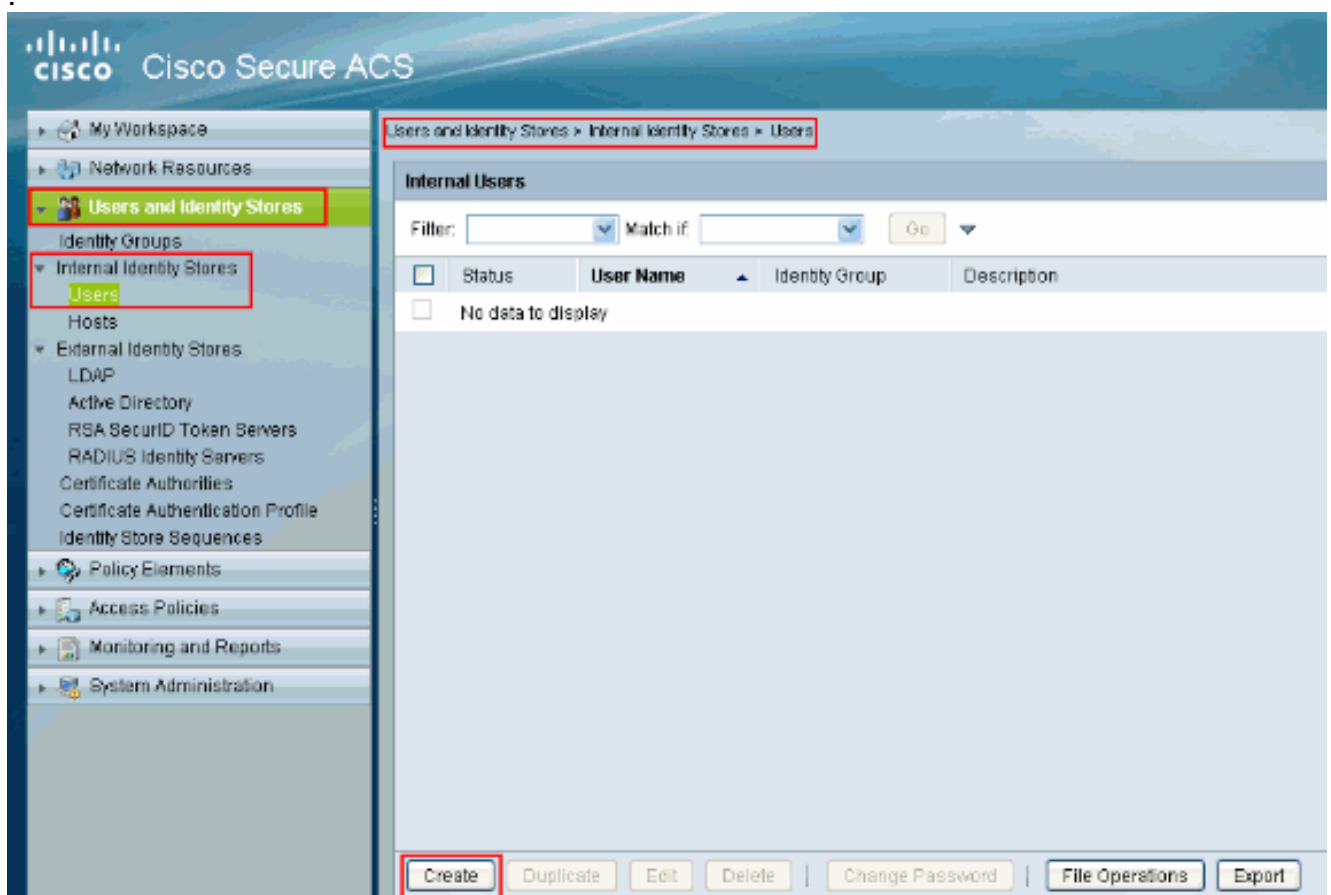 .
CISCO Cisco Secure ACS
My Workspace
Network Resources
Users and Identity Stores
Identity Groups
Internal Identity Stores
Users
Hosts
External Identity Stores
LDAP
Active Directory
RSA SecurID Token Servers
RADIUS Identity Servers
Certificate Authorities
Certificate Authentication Profile
Identity Store Sequences
Policy Elements
Access Policies
Monitoring and Reports
System Administration
Users and Identity Stores > Internal Identity Stores > Users
Internal Users
Filter: Match if: Go
Status User Name Identity Group Description
No data to display
Create Duplicate Edit Delete | Change Password | File Operations Export